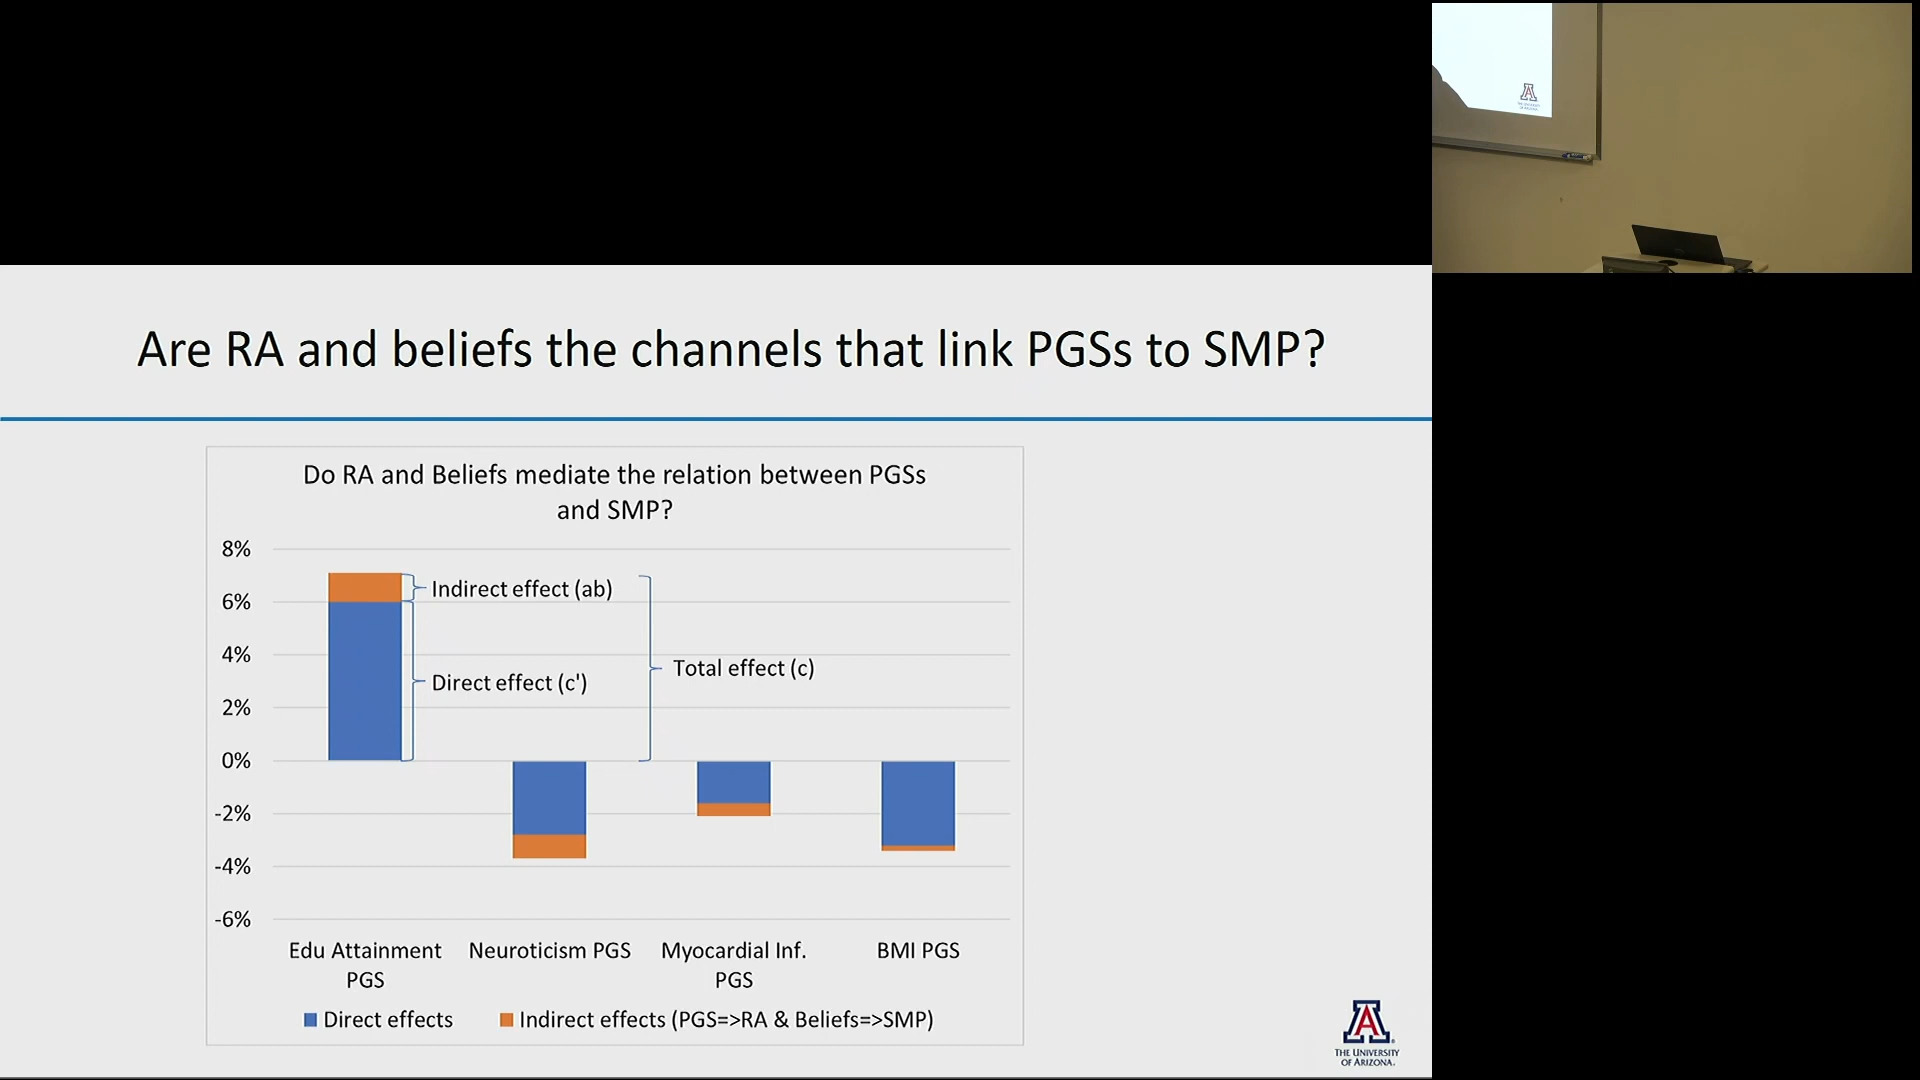 Are RA and beliefs the channels that link PGSs to SMP?
Do RA and Beliefs mediate the relation between PGSs
and SMP?
8%
6%
4%
2%
0%
-2%
-4%
-6%
Indirect effect (ab)
Direct effect (c')
Total effect (c)
Edu Attainment
PGS
Neuroticism PGS
Myocardial Inf.
PGS
BMI PGS
Direct effects
Indirect effects (PGS=>RA & Beliefs=>SMP)
A
THE UNIVERSITY
OF ARIZONA.
A